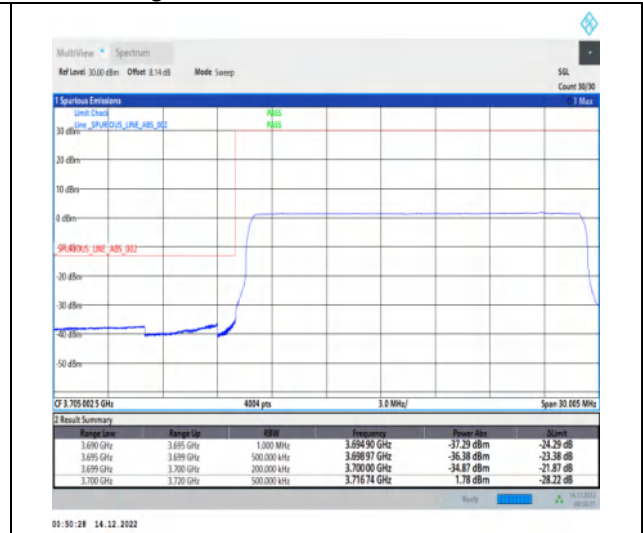 MultiView Spectrum
Ref Level 30.00 dBm Offset 8.14 dB Mode Sweep SGL
Count 30/30
1 Spurious Emissions 1 Max
Limit Check PASS
Line _SPURIOUS_LINE_ABS_002 PASS
30 dBm
20 dBm
10 dBm
0 dBm
_SPURIOUS_LINE_ABS_002
-20 dBm
-30 dBm
-40 dBm
-50 dBm
CF 3.705 002 5 GHz 4004 pts 3.0 MHz/ Span 30.005 MHz
2 Result Summary
Range Low Range Up RBW Frequency Power Abs ΔLimit
3.690 GHz 3.695 GHz 1.000 MHz 3.694 90 GHz -37.29 dBm -24.29 dB
3.695 GHz 3.699 GHz 500.000 kHz 3.698 97 GHz -36.38 dBm -23.38 dB
3.699 GHz 3.700 GHz 200.000 kHz 3.700 00 GHz -34.87 dBm -21.87 dB
3.700 GHz 3.720 GHz 500.000 kHz 3.716 74 GHz 1.78 dBm -28.22 dB
Ready 14.12.2022
00:50:28 14.12.2022